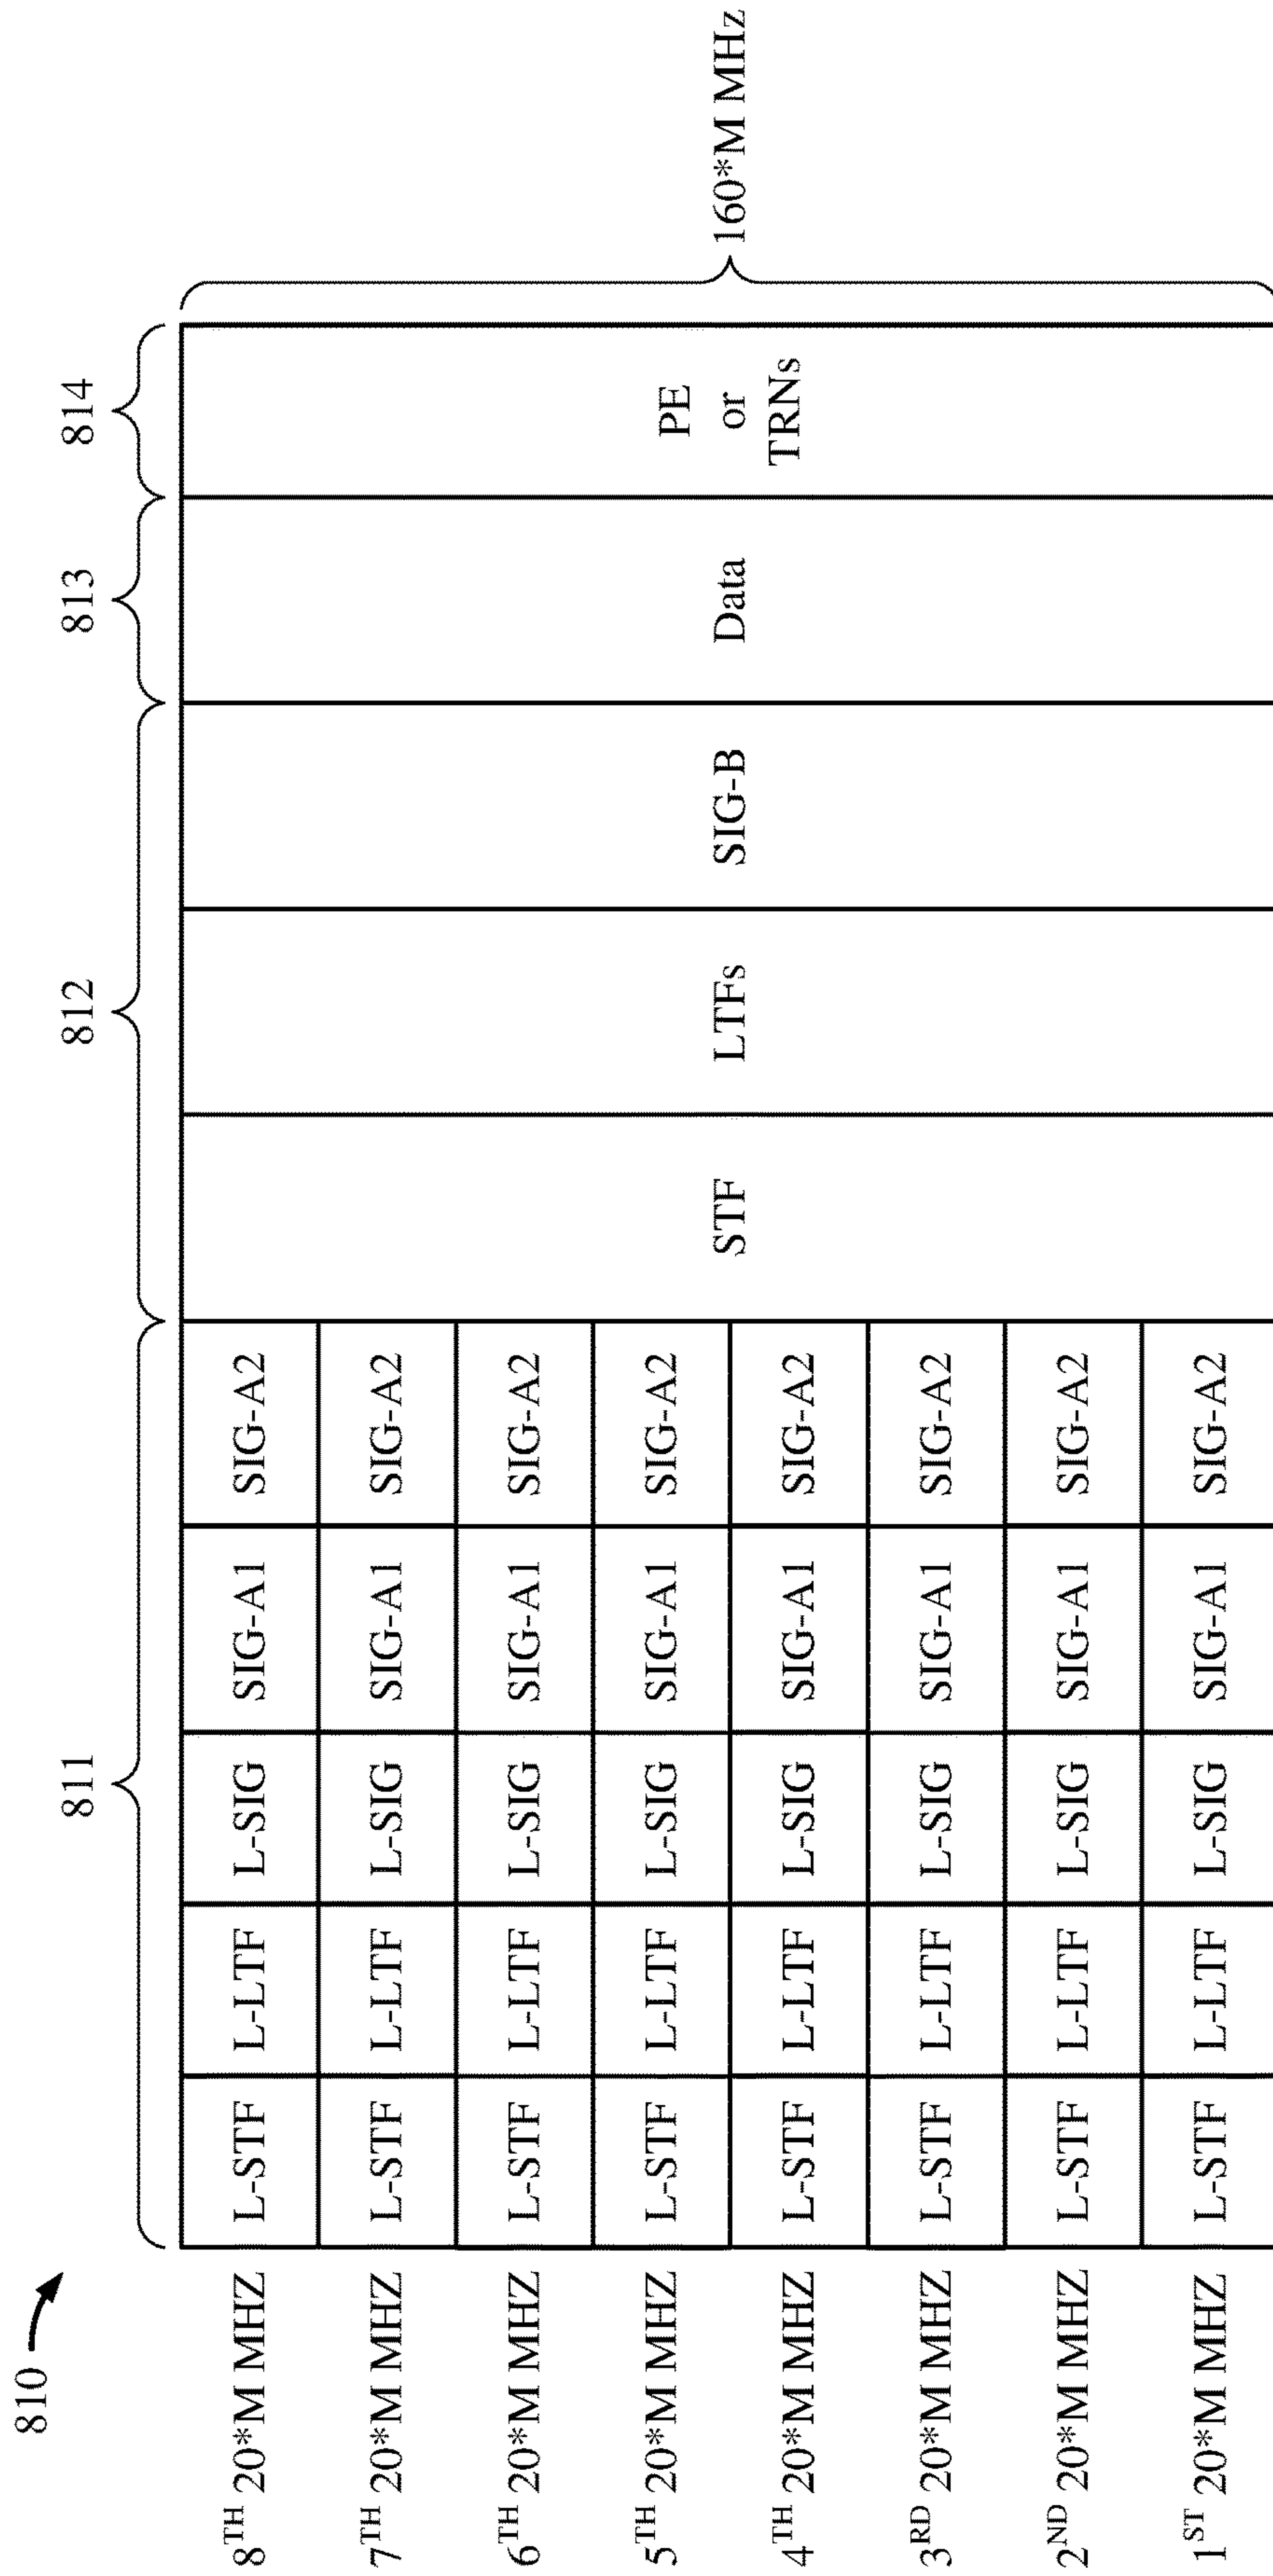 810
811
812
813
814
8TH 20*M MHZ L-STF L-LTF L-SIG SIG-A1 SIG-A2
7TH 20*M MHZ L-STF L-LTF L-SIG SIG-A1 SIG-A2
6TH 20*M MHZ L-STF L-LTF L-SIG SIG-A1 SIG-A2
5TH 20*M MHZ L-STF L-LTF L-SIG SIG-A1 SIG-A2
4TH 20*M MHZ L-STF L-LTF L-SIG SIG-A1 SIG-A2
3RD 20*M MHZ L-STF L-LTF L-SIG SIG-A1 SIG-A2
2ND 20*M MHZ L-STF L-LTF L-SIG SIG-A1 SIG-A2
1ST 20*M MHZ L-STF L-LTF L-SIG SIG-A1 SIG-A2
STF
LTFs
SIG-B
Data
PE
or
TRNs
160*M MHz